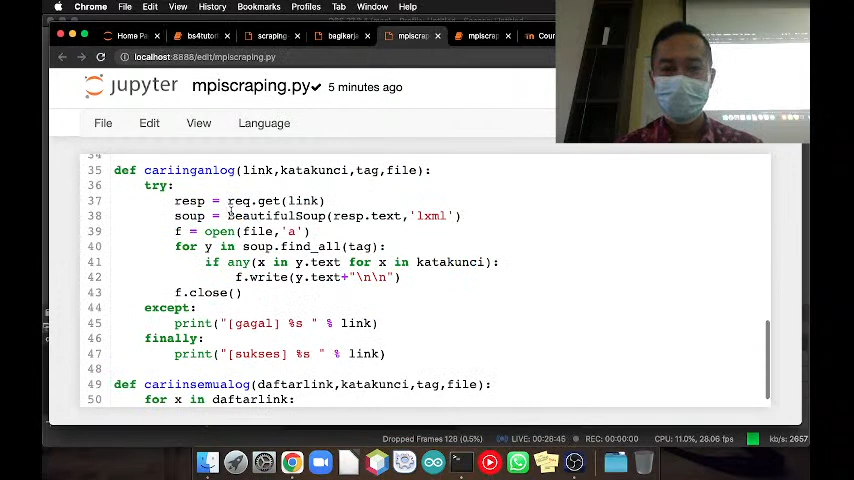 Chrome File Edit View History Bookmarks Profiles Tab Window Help
Home Pa bs4tutori scraping bagikerja mpiscrap mpiscrap Cour
localhost:8888/edit/mpiscraping.py
jupyter mpiscraping.py 5 minutes ago
File Edit View Language
34
35 def cariinganlog(link,katakunci,tag,file):
36 try:
37 resp = req.get(link)
38 soup = BeautifulSoup(resp.text,'lxml')
39 f = open(file,'a')
40 for y in soup.find_all(tag):
41 if any(x in y.text for x in katakunci):
42 f.write(y.text+"\n\n")
43 f.close()
44 except:
45 print("[gagal] %s " % link)
46 finally:
47 print("[sukses] %s " % link)
48
49 def cariinsemualog(daftarlink,katakunci,tag,file):
50 for x in daftarlink:
Dropped Frames 128 (0.5%) LIVE: 00:28:45 REC: 00:00:00 CPU: 11.0%, 28.06 fps kb/s: 2657